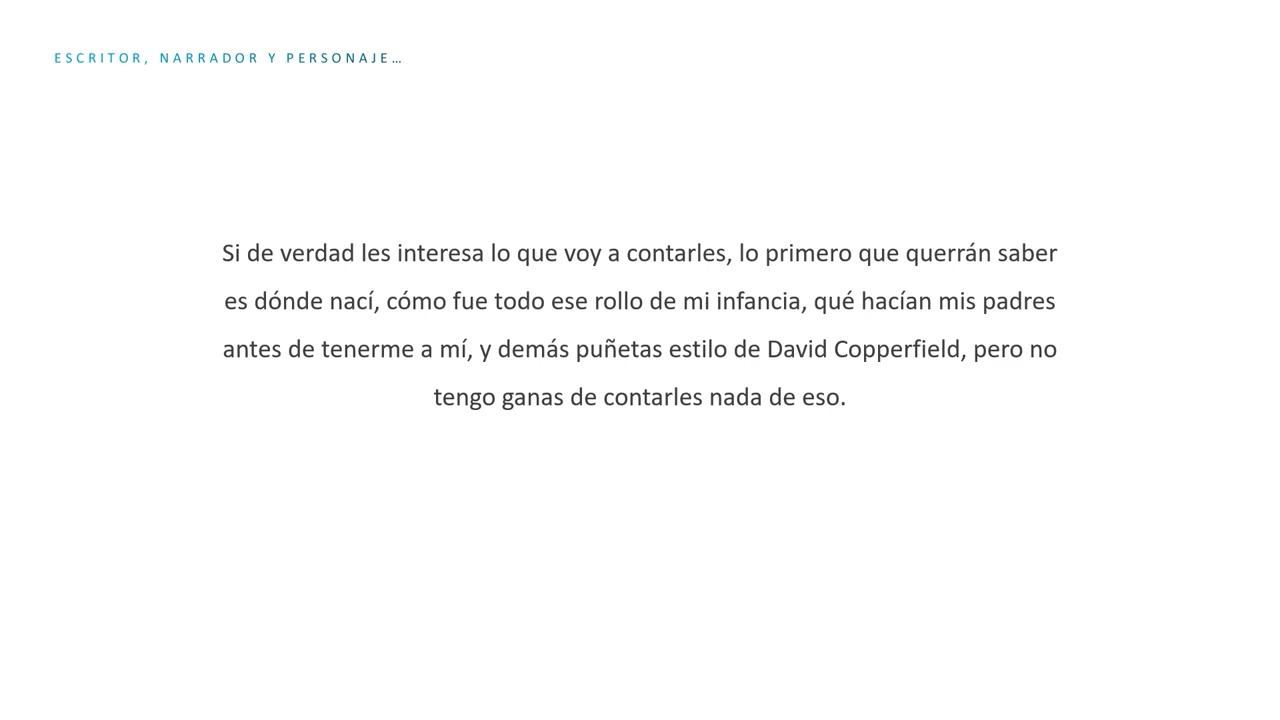 ESCRITOR, NARRADOR Y PERSONAJE…
Si de verdad les interesa lo que voy a contarles, lo primero que querrán saber
es dónde nací, cómo fue todo ese rollo de mi infancia, qué hacían mis padres
antes de tenerme a mí, y demás puñetas estilo de David Copperfield, pero no
tengo ganas de contarles nada de eso.